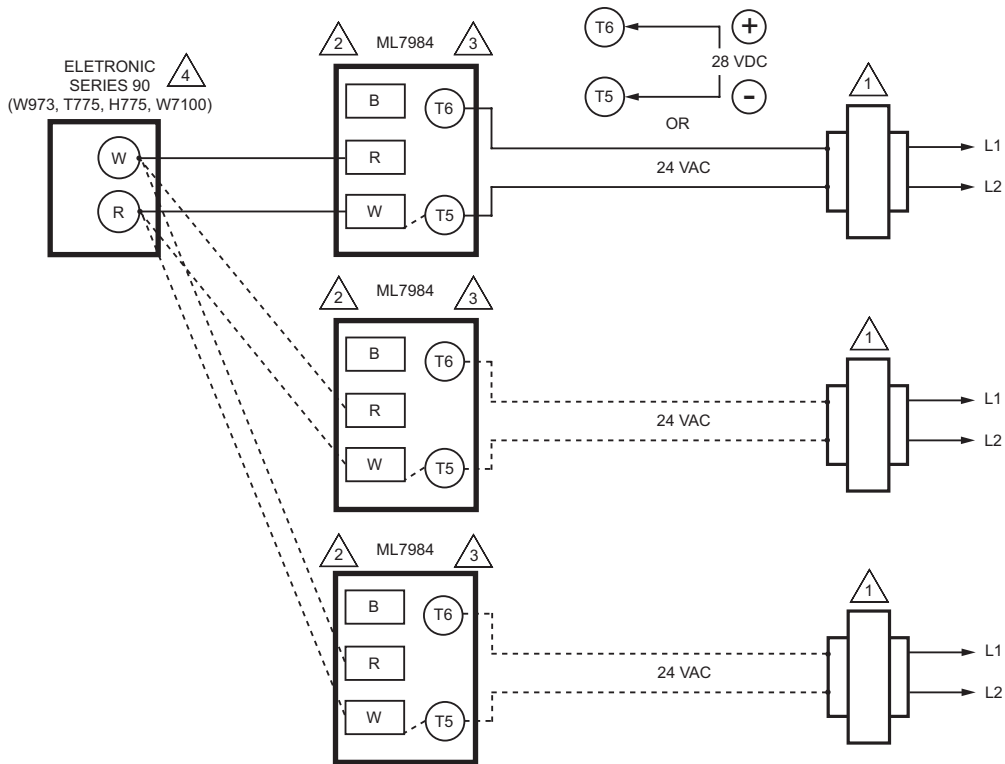 ELETRONIC
SERIES 90
(W973, T775, H775, W7100)
4
W
R
2
ML7984
3
B
R
W
T6
T5
T6
+
28 VDC
T5
-
OR
24 VAC
1
L1
L2
2
ML7984
3
B
R
W
T6
T5
24 VAC
1
L1
L2
2
ML7984
3
B
R
W
T6
T5
24 VAC
1
L1
L2